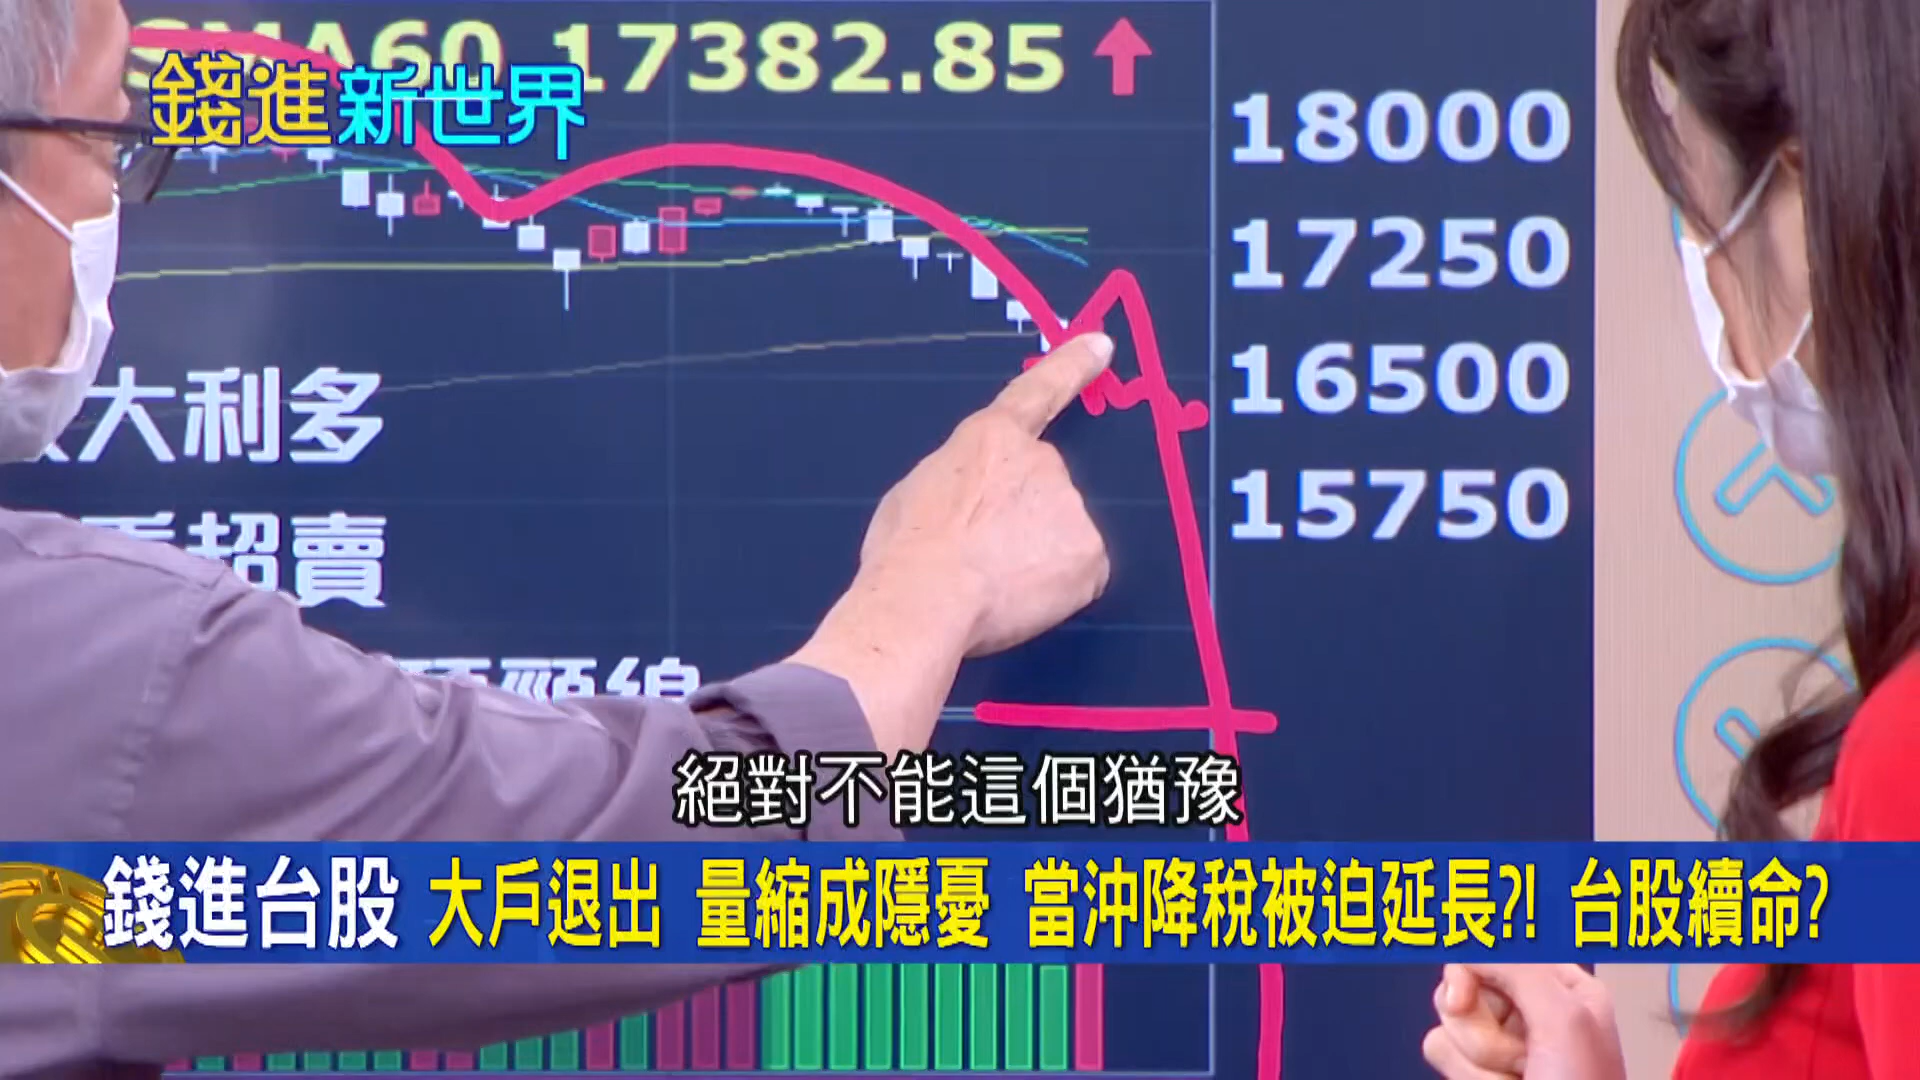 SMA60 17382.85
錢進新世界
18000
17250
16500
15750
大利多
超賣
頸線
絕對不能這個猶豫
錢進台股 大戶退出 量縮成隱憂 當沖降稅被迫延長?! 台股續命?